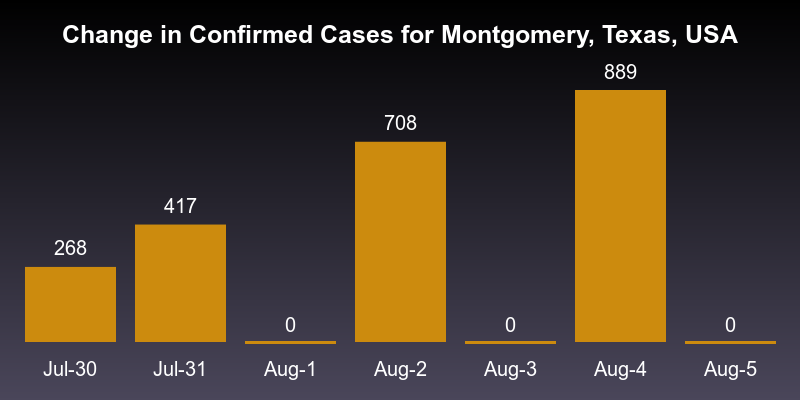 Change in Confirmed Cases for Montgomery, Texas, USA
889
708
417
268
0 0 0
Jul-30 Jul-31 Aug-1 Aug-2 Aug-3 Aug-4 Aug-5